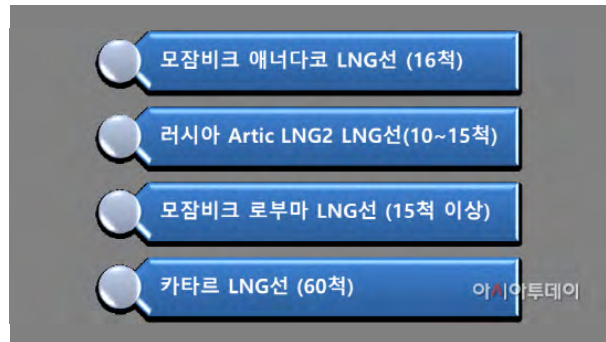 모잠비크 애너다코 LNG선 (16척)
러시아 Artic LNG2 LNG선(10~15척)
모잠비크 로부마 LNG선 (15척 이상)
카타르 LNG선 (60척)
아시아투데이